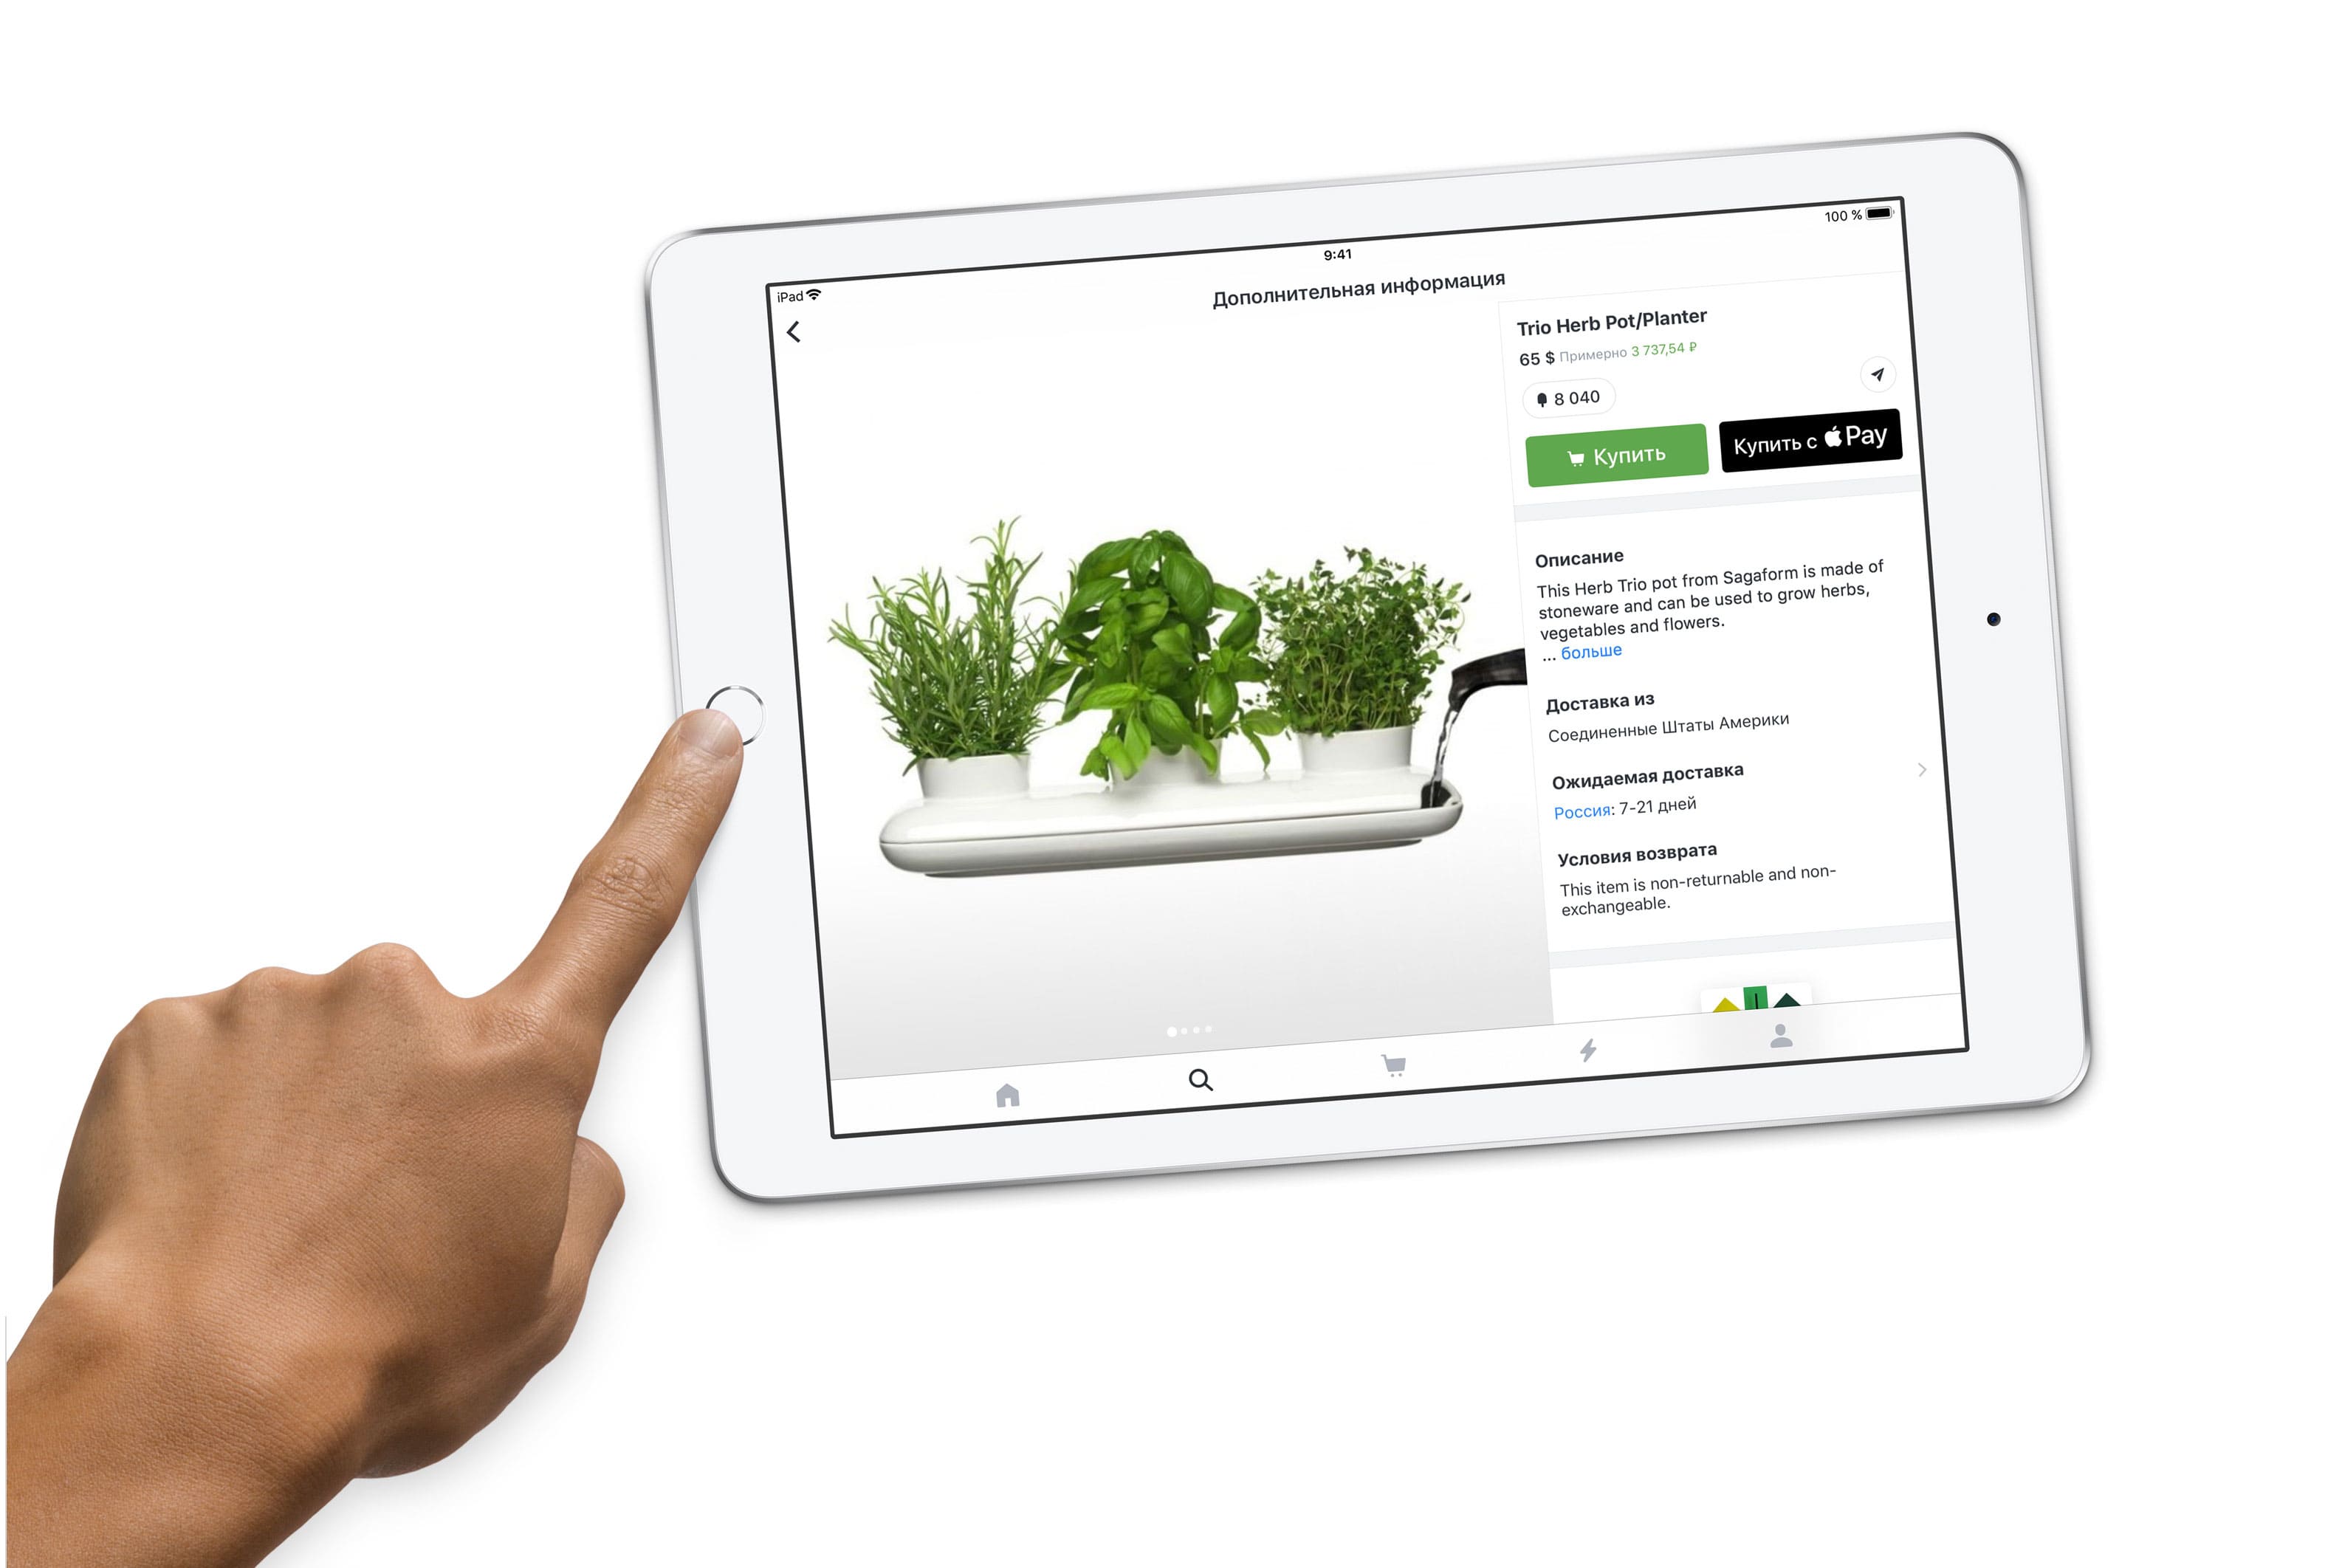 iPad
9:41
100 %
Дополнительная информация
Trio Herb Pot/Planter
65 $ Примерно 3 737,54 ₽
8 040
Купить
Купить с Pay
Описание
This Herb Trio pot from Sagaform is made of
stoneware and can be used to grow herbs,
vegetables and flowers.
... больше
Доставка из
Соединенные Штаты Америки
Ожидаемая доставка
Россия: 7-21 дней
Условия возврата
This item is non-returnable and non-
exchangeable.